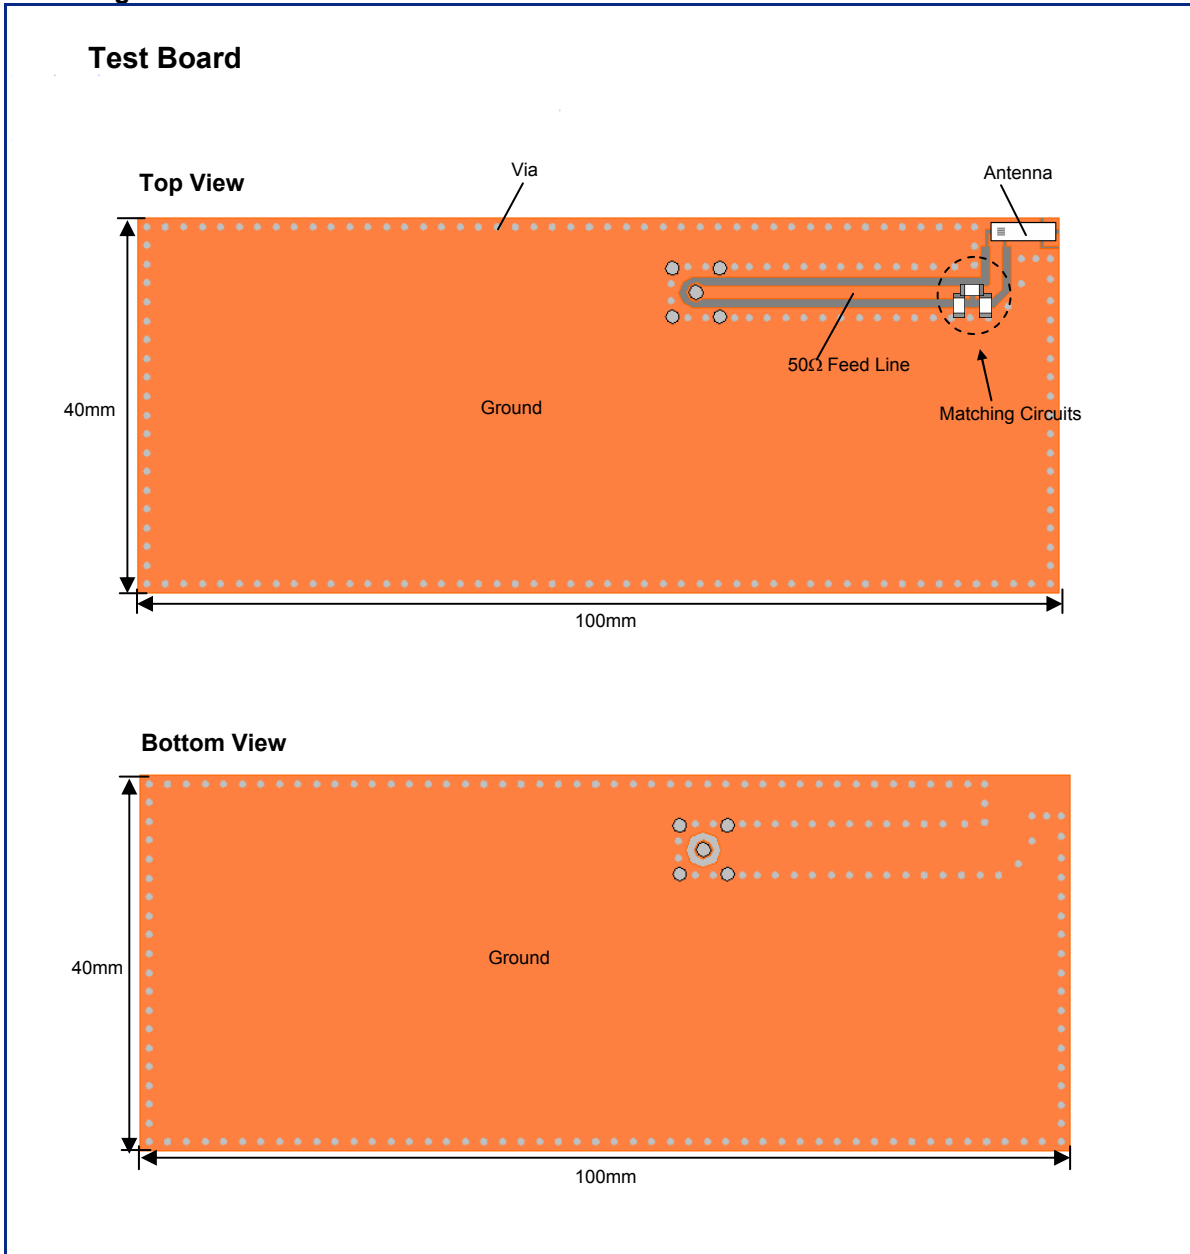 Test Board
Top View
Via
Antenna
40mm
50Ω Feed Line
Ground
Matching Circuits
100mm
Bottom View
40mm
Ground
100mm